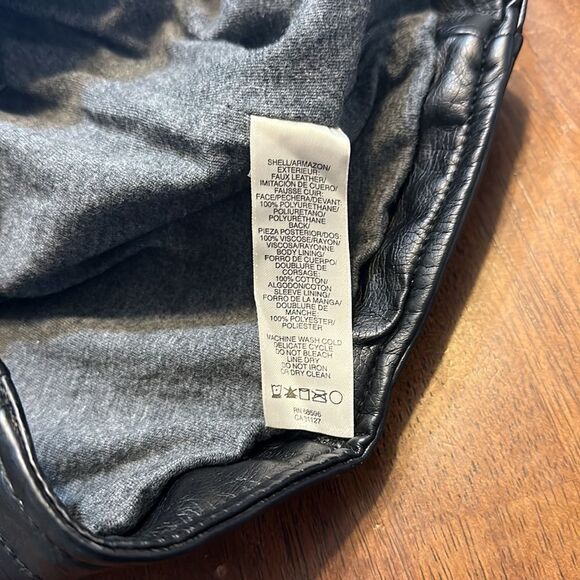 SHELL/ARMAZON/
EXTERIEUR:
FAUX LEATHER/
IMITACIÓN DE CUERO/
FAUSSE CUIR:
FACE/PECHERA/DEVANT:
100% POLYURETHANE/
POLIURETANO/
POLYURÉTHANE
BACK/
PIEZA POSTERIOR/DOS:
100% VISCOSE/RAYON/
VISCOSA/RAYONNE
BODY LINING/
FORRO DE CUERPO/
DOUBLURE DE
CORSAGE:
100% COTTON/
ALGODON/COTON
SLEEVE LINING/
FORRO DE LA MANGA/
DOUBLURE DE
MANCHE:
100% POLYESTER/
POLIESTER
MACHINE WASH COLD
DELICATE CYCLE
DO NOT BLEACH
LINE DRY
DO NOT IRON
OR DRY CLEAN
RN 68596
CA 31127